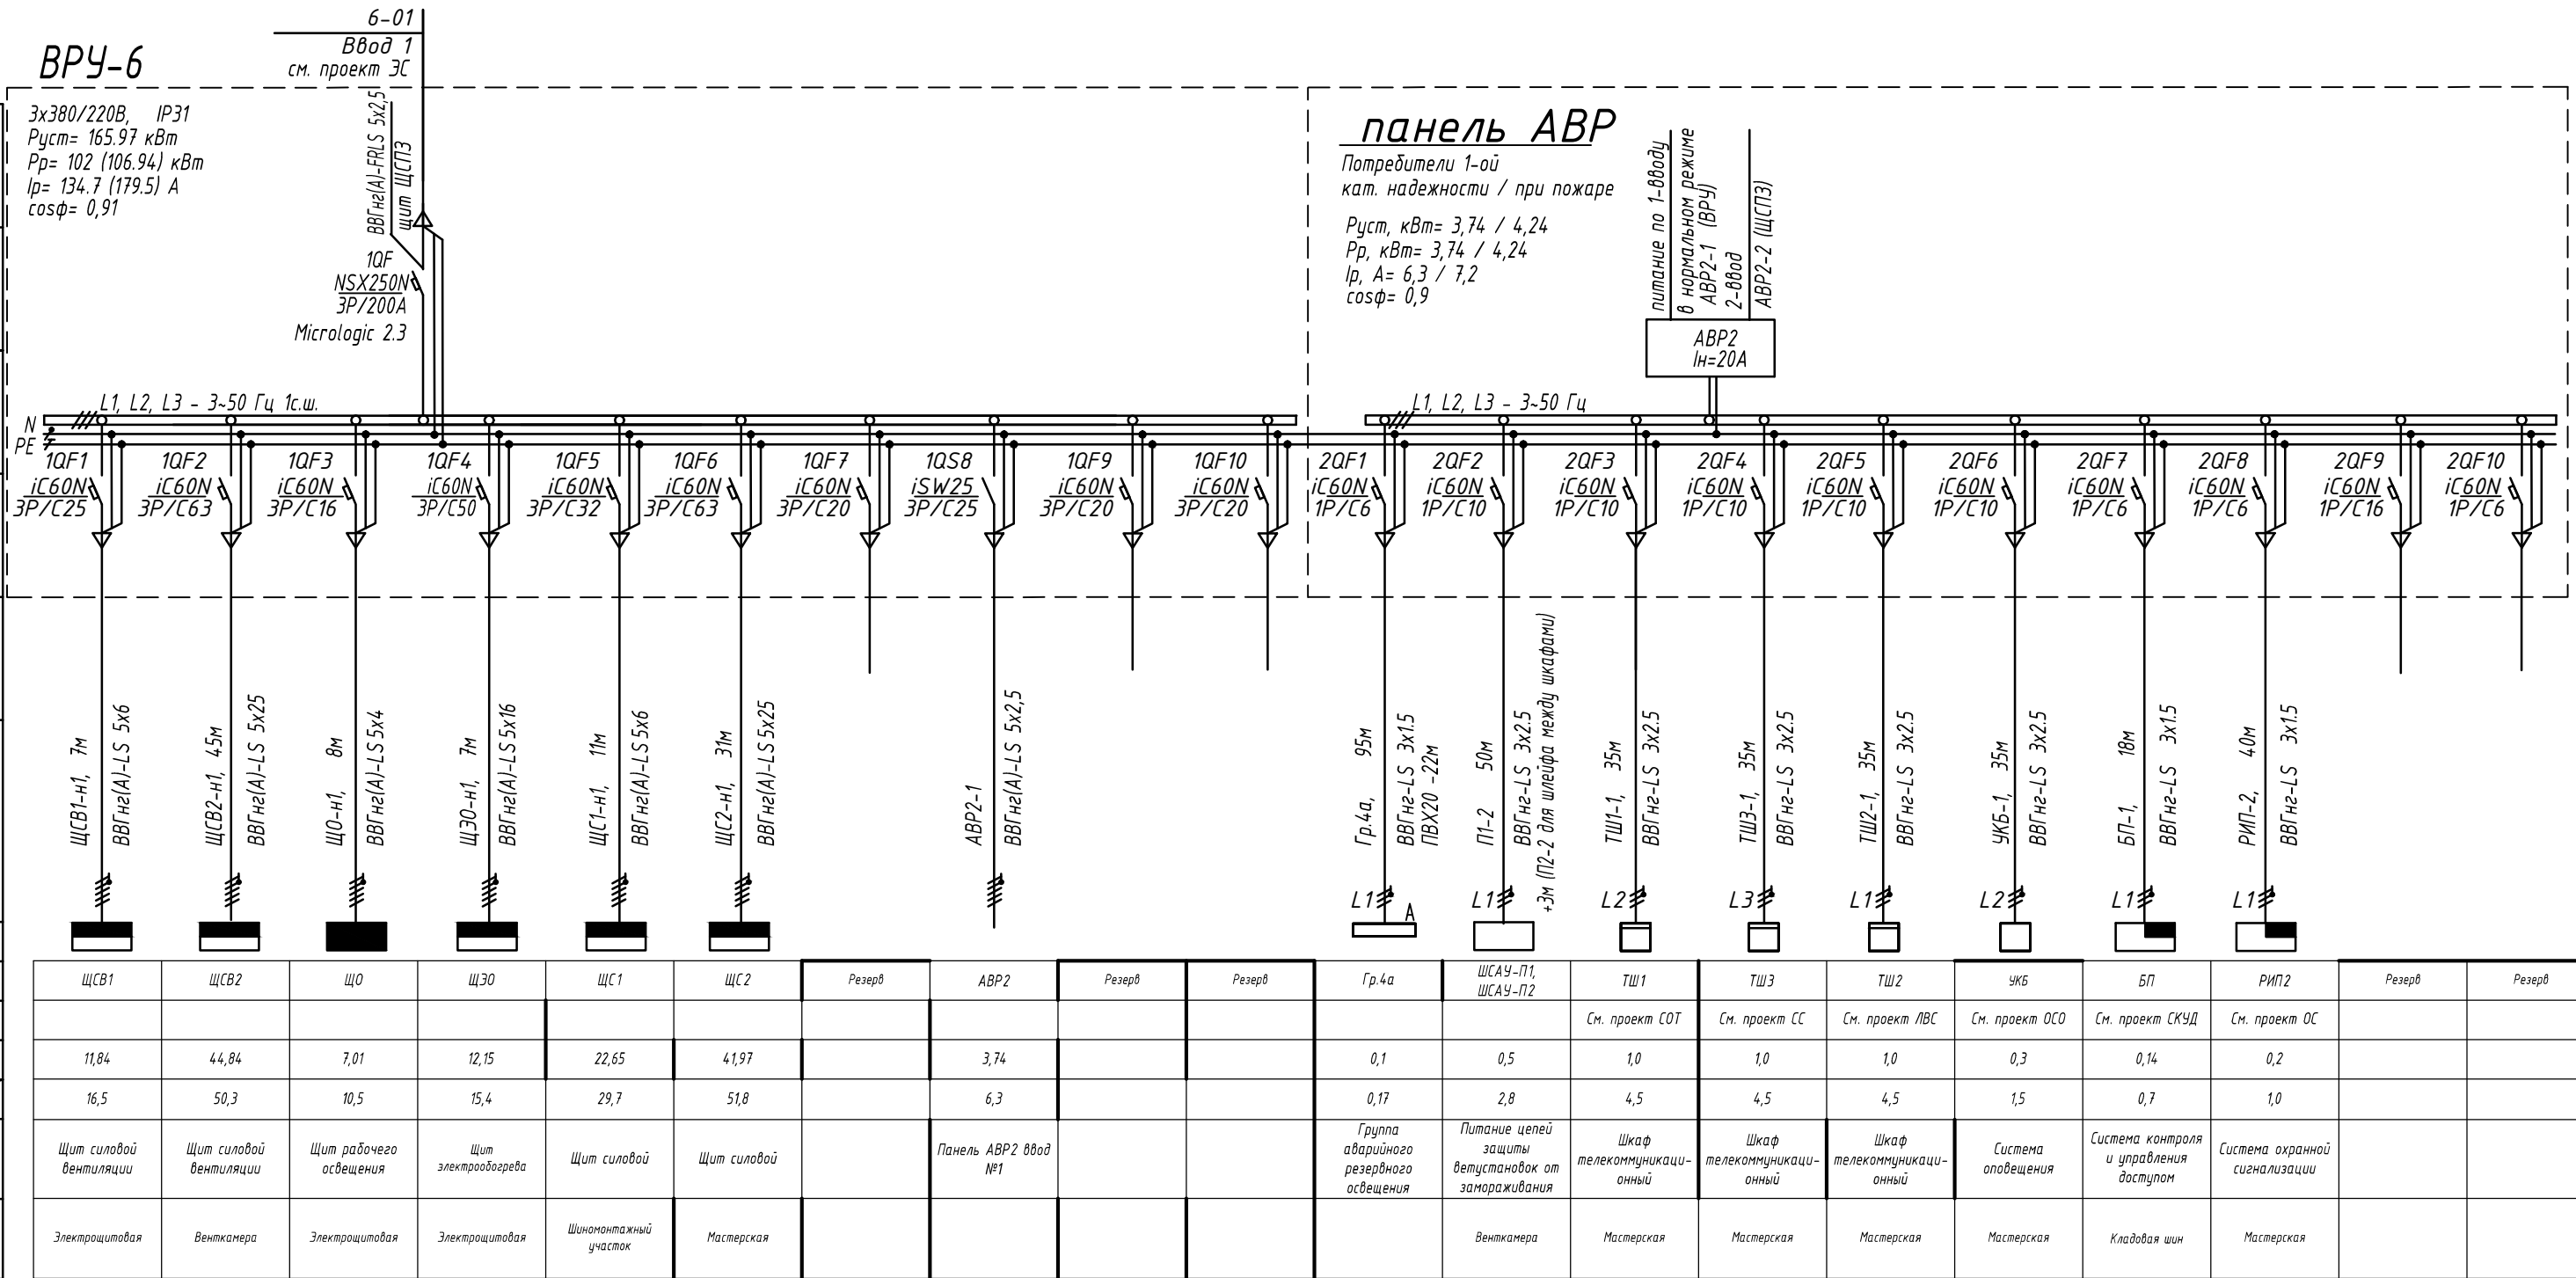 6-01
Ввод 1
см. проект ЭС
ВРУ-6
3х380/220В, IP31
Руст= 165.97 кВт
Рр= 102 (106.94) кВт
Iр= 134.7 (179.5) А
cosφ= 0,91
ВВГнг(А)-FRLS 5х2,5
щит ЩСПЗ
1QF
NSX250N
3P/200A
Micrologic 2.3
панель АВР
Потребители 1-ой
кат. надежности / при пожаре
Руст, кВт= 3,74 / 4,24
Рр, кВт= 3,74 / 4,24
Iр, А= 6,3 / 7,2
cosφ= 0,9
питание по 1-вводу
в нормальном режиме
АВР2-1 (ВРУ)
2-ввод
АВР2-2 (ЩСПЗ)
АВР2
Iн=20А
L1, L2, L3 - 3~50 Гц 1с.ш.
L1, L2, L3 - 3~50 Гц
N
PE
1QF1 1QF2 1QF3 1QF4 1QF5 1QF6 1QF7 1QS8 1QF9 1QF10 2QF1 2QF2 2QF3 2QF4 2QF5 2QF6 2QF7 2QF8 2QF9 2QF10
iC60N iC60N iC60N iC60N iC60N iC60N iC60N iSW25 iC60N iC60N iC60N iC60N iC60N iC60N iC60N iC60N iC60N iC60N iC60N iC60N
3P/C25 3P/C63 3P/C16 3P/C50 3P/C32 3P/C63 3P/C20 3P/C25 3P/C20 3P/C20 1P/C6 1P/C10 1P/C10 1P/C10 1P/C10 1P/C10 1P/C6 1P/C6 1P/C16 1P/C6
ЩСВ1-н1, 7м
ВВГнг(А)-LS 5х6
ЩСВ2-н1, 45м
ВВГнг(А)-LS 5х25
ЩО-н1, 8м
ВВГнг(А)-LS 5х4
ЩЭО-н1, 7м
ВВГнг(А)-LS 5х16
ЩС1-н1, 11м
ВВГнг(А)-LS 5х6
ЩС2-н1, 31м
ВВГнг(А)-LS 5х25
АВР2-1
ВВГнг(А)-LS 5х2,5
Гр.4а, 95м
ВВГнг-LS 3х1.5
ПВХ20 -22м
П1-2 50м
ВВГнг-LS 3х2.5
+3м (П2-2 для шлейфа между шкафами)
ТШ1-1, 35м
ВВГнг-LS 3х2.5
ТШ3-1, 35м
ВВГнг-LS 3х2.5
ТШ2-1, 35м
ВВГнг-LS 3х2.5
УКБ-1, 35м
ВВГнг-LS 3х2.5
БП-1, 18м
ВВГнг-LS 3х1.5
РИП-2, 40м
ВВГнг-LS 3х1.5
L1 A L1 L2 L3 L1 L2 L1 L1
ЩСВ1 ЩСВ2 ЩО ЩЭО ЩС1 ЩС2 Резерв АВР2 Резерв Резерв Гр.4а ШСАУ-П1, ТШ1 ТШ3 ТШ2 УКБ БП РИП2 Резерв Резерв
ШСАУ-П2
См. проект СОТ См. проект СС См. проект ЛВС См. проект ОСО См. проект СКУД См. проект ОС
11,84 44,84 7,01 12,15 22,65 41,97 3,74 0,1 0,5 1,0 1,0 1,0 0,3 0,14 0,2
16,5 50,3 10,5 15,4 29,7 51,8 6,3 0,17 2,8 4,5 4,5 4,5 1,5 0,7 1,0
Щит силовой
вентиляции
Щит силовой
вентиляции
Щит рабочего
освещения
Щит
электрообогрева
Щит силовой
Щит силовой
Панель АВР2 ввод
№1
Группа
аварийного
резервного
освещения
Питание цепей
защиты
ветустановок от
замораживания
Шкаф
телекоммуникаци-
онный
Шкаф
телекоммуникаци-
онный
Шкаф
телекоммуникаци-
онный
Система
оповещения
Система контроля
и управления
доступом
Система охранной
сигнализации
Электрощитовая
Венткамера
Электрощитовая
Электрощитовая
Шиномонтажный
участок
Мастерская
Венткамера
Мастерская
Мастерская
Мастерская
Мастерская
Кладовая шин
Мастерская